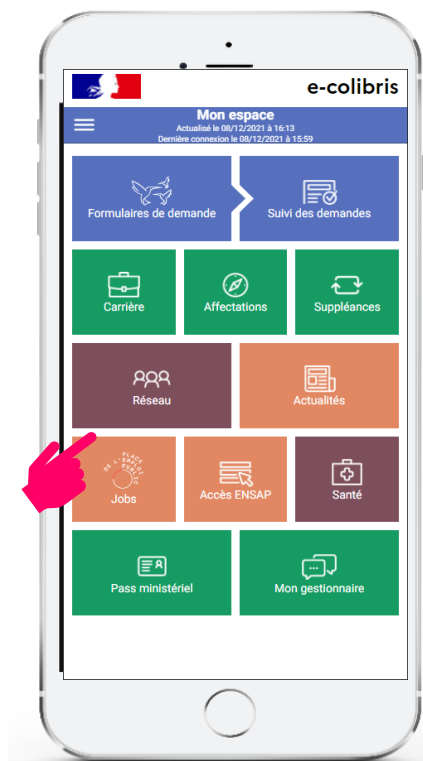 e-colibris
Mon espace
Actualisé le 08/12/2021 à 16:13
Dernière connexion le 08/12/2021 à 15:59
Formulaires de demande
Suivi des demandes
Carrière
Affectations
Suppléances
Réseau
Actualités
PLACE
DE L'EMPLOI
PUBLIC
Jobs
Accès ENSAP
Santé
Pass ministériel
Mon gestionnaire